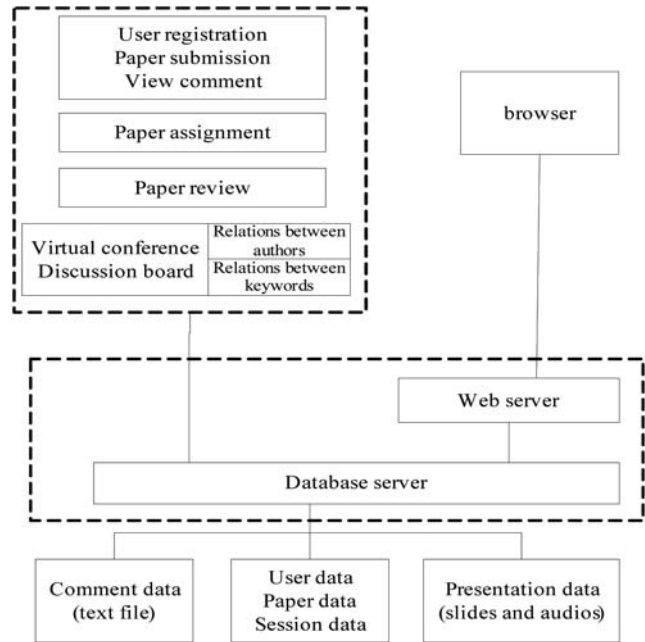 User registration
Paper submission
View comment
browser
Paper assignment
Paper review
Virtual conference
Discussion board
Relations between
authors
Relations between
keywords
Web server
Database server
Comment data
(text file)
User data
Paper data
Session data
Presentation data
(slides and audios)